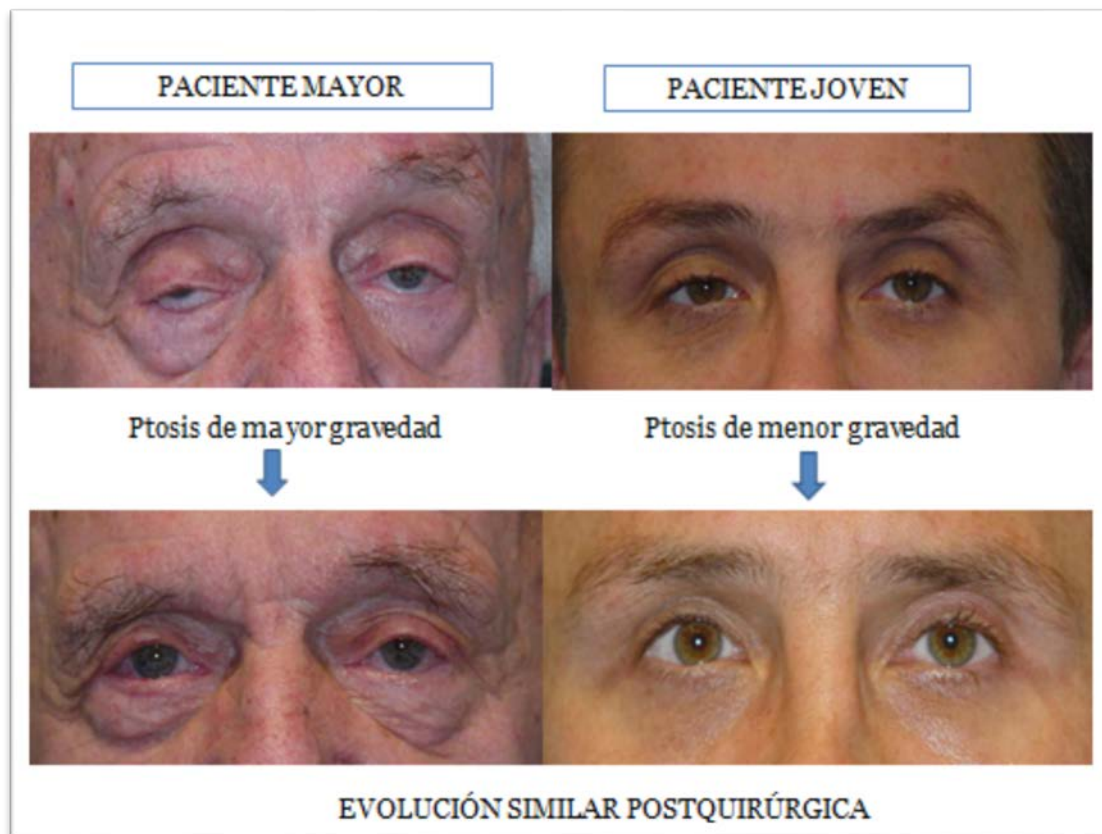 PACIENTE MAYOR
PACIENTE JOVEN
Ptosis de mayor gravedad
Ptosis de menor gravedad
EVOLUCIÓN SIMILAR POSTQUIRÚRGICA